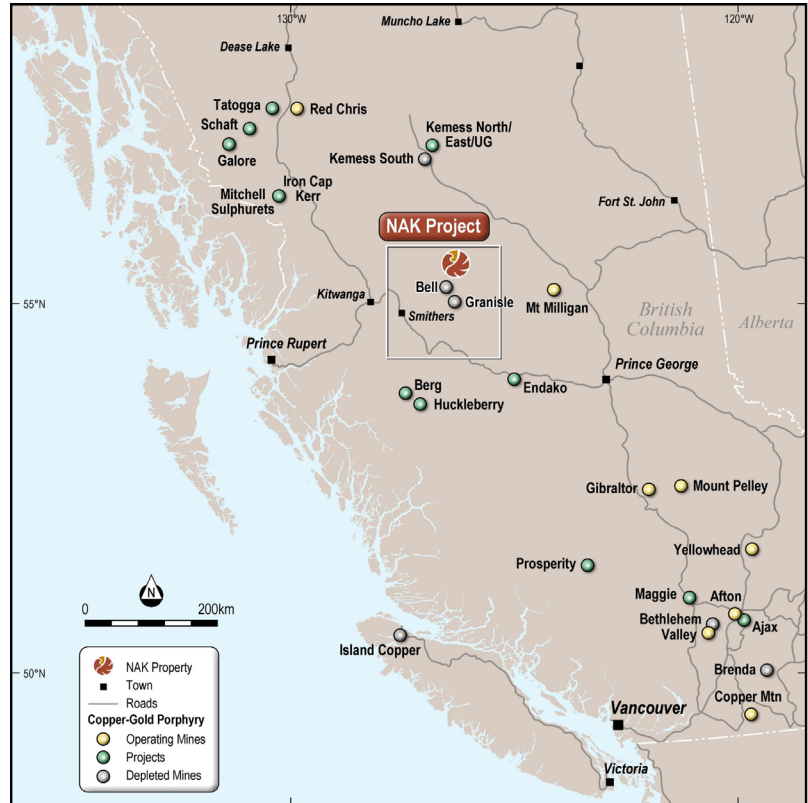 130°W
120°W
Muncho Lake
Dease Lake
Tatogga
Red Chris
Schaft
Galore
Kemess North/
East/UG
Kemess South
Iron Cap
Mitchell
Kerr
Sulphurets
Fort St. John
NAK Project
Bell
Granisle
Mt Milligan
55°N
55°N
Kitwanga
Smithers
British
Columbia
Alberta
Prince Rupert
Prince George
Berg
Huckleberry
Endako
Gibraltor
Mount Pelley
Yellowhead
Prosperity
Maggie
Afton
Bethlehem
Ajax
Valley
N
0
200km
Island Copper
Brenda
50°N
50°N
Copper Mtn
Vancouver
Victoria
NAK Property
Town
Roads
Copper-Gold Porphyry
Operating Mines
Projects
Depleted Mines
130°W
120°W